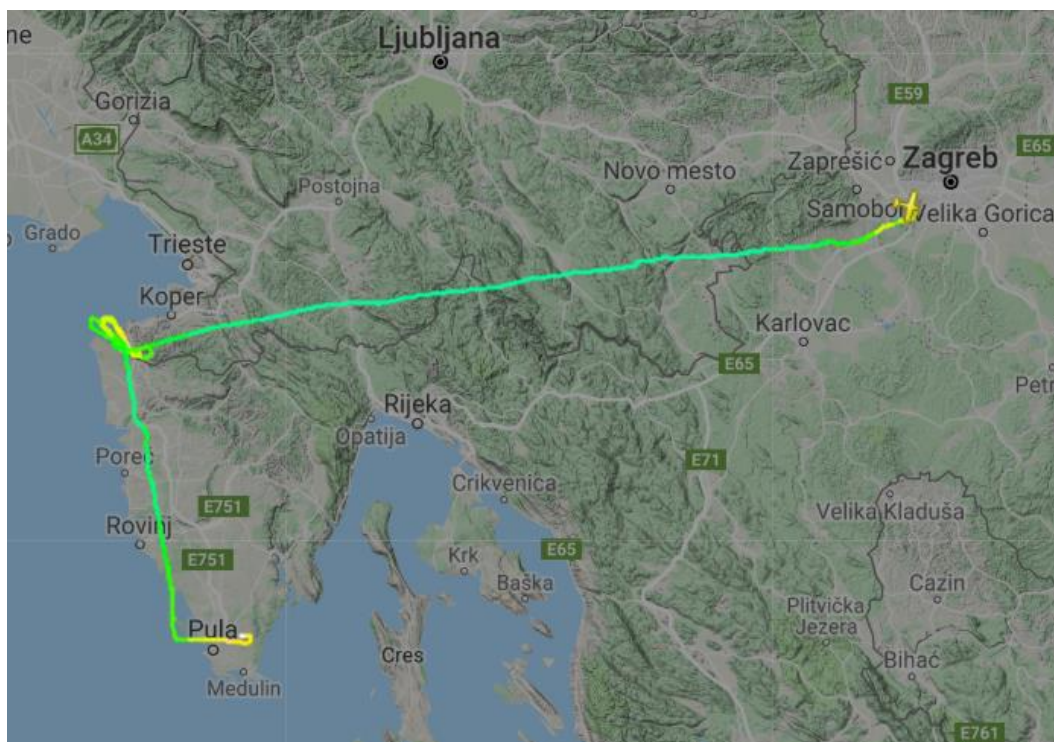 ne
Ljubljana
Gorizia
A34
E59
Zaprešić
Zagreb
E65
Novo mesto
Postojna
Samobor
Velika Gorica
Grado
Trieste
Koper
Karlovac
E65
Petr
Rijeka
Opatija
Poreč
E71
Crikvenica
Velika Kladuša
E751
Rovinj
E751
E65
Krk
Baška
Cazin
Plitvička
Jezera
Pula
Cres
Bihać
Medulin
E761